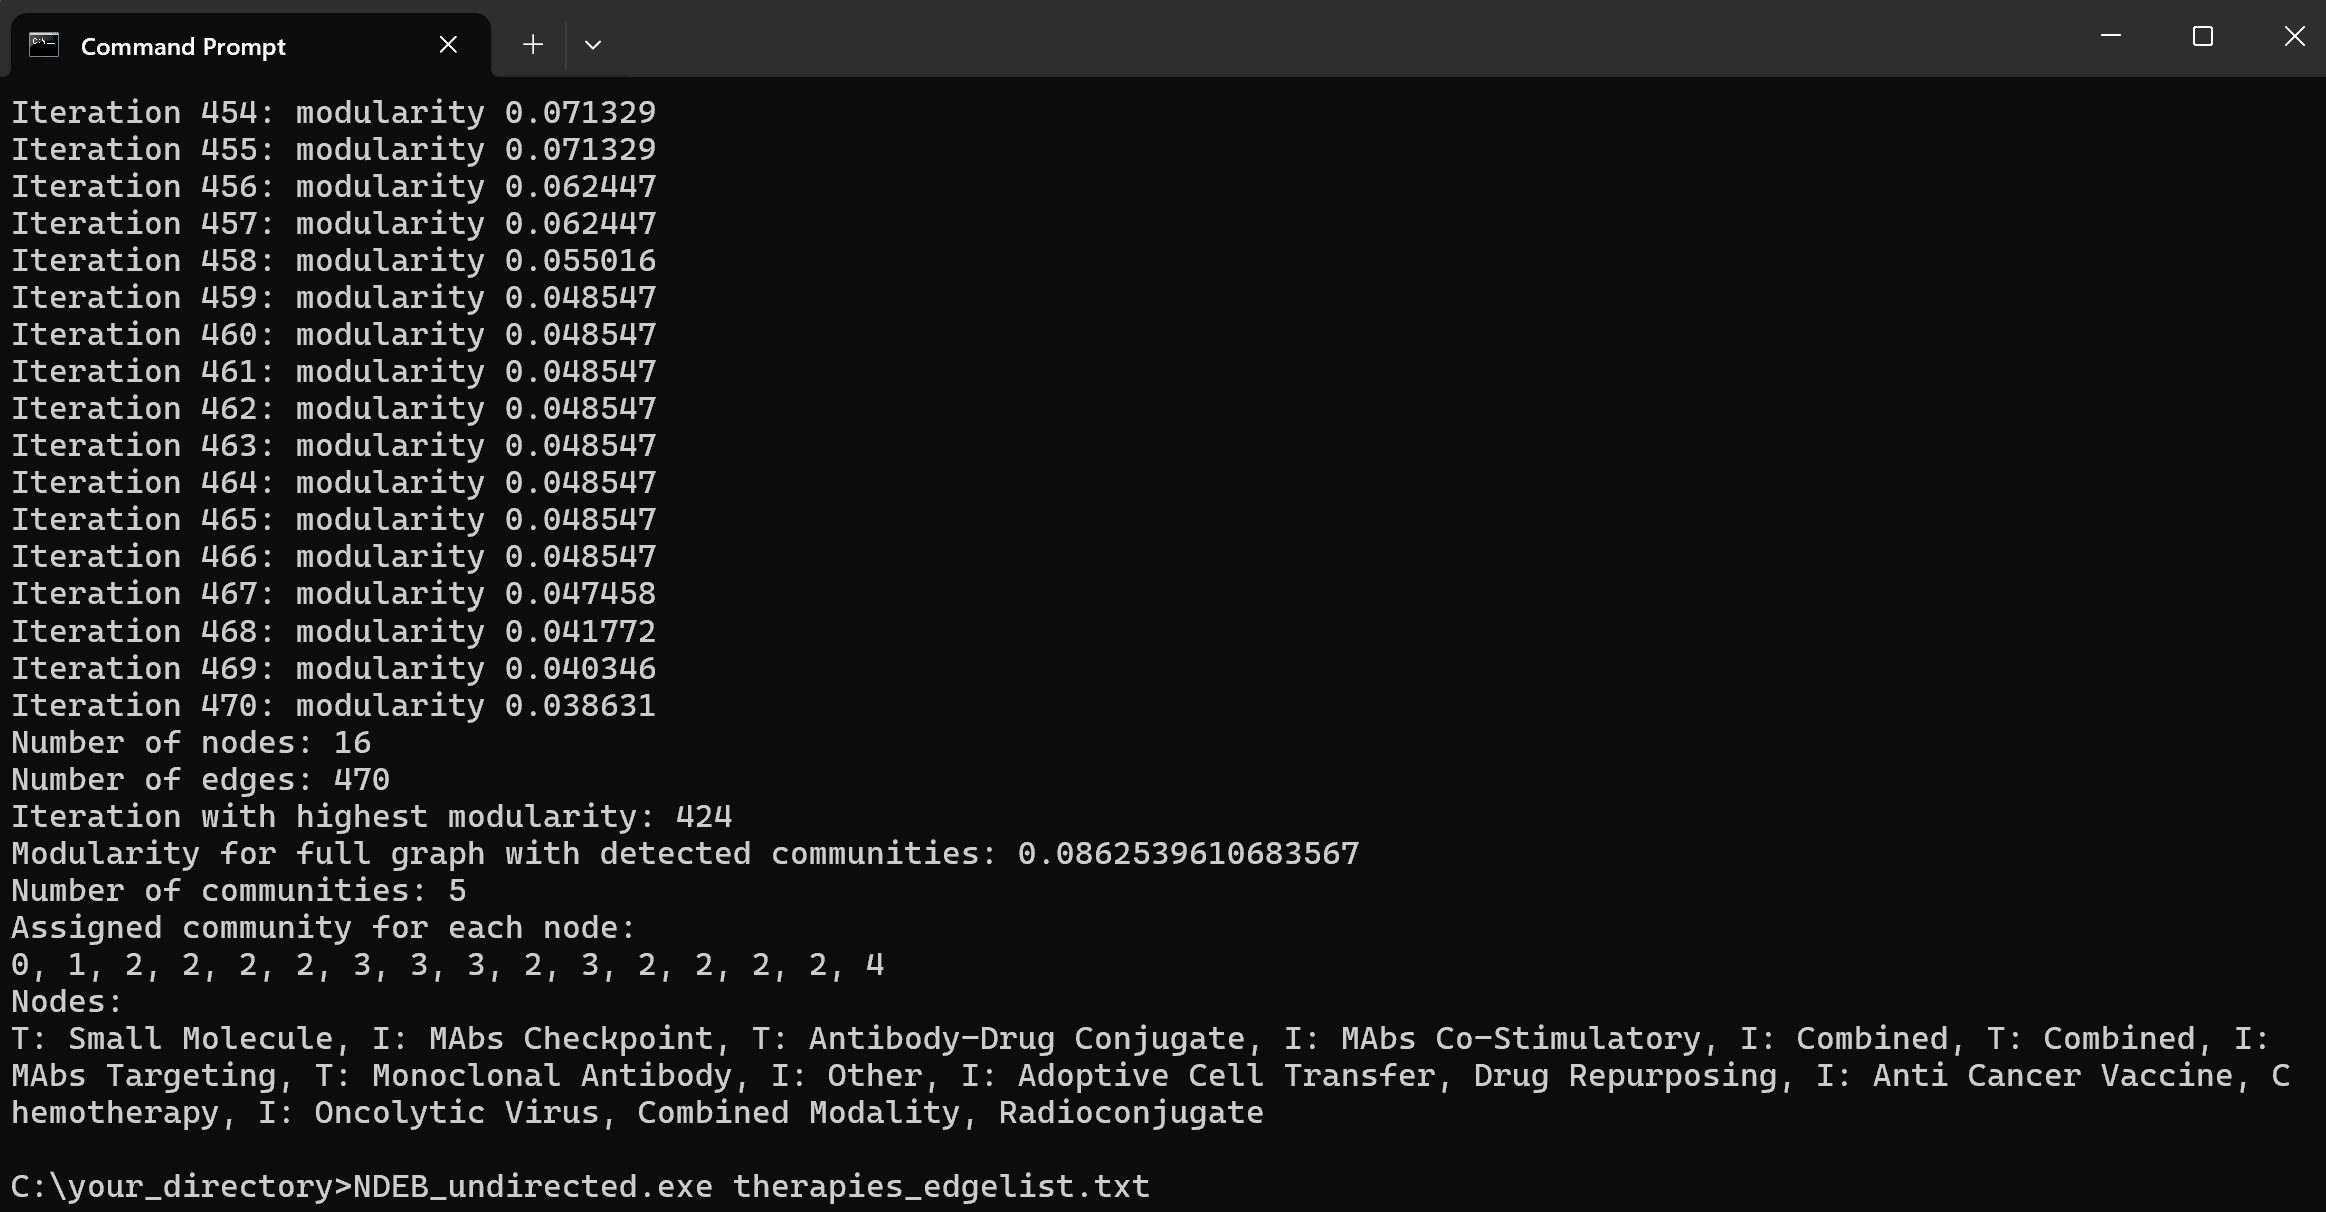 Command Prompt
Iteration 454: modularity 0.071329
Iteration 455: modularity 0.071329
Iteration 456: modularity 0.062447
Iteration 457: modularity 0.062447
Iteration 458: modularity 0.055016
Iteration 459: modularity 0.048547
Iteration 460: modularity 0.048547
Iteration 461: modularity 0.048547
Iteration 462: modularity 0.048547
Iteration 463: modularity 0.048547
Iteration 464: modularity 0.048547
Iteration 465: modularity 0.048547
Iteration 466: modularity 0.048547
Iteration 467: modularity 0.047458
Iteration 468: modularity 0.041772
Iteration 469: modularity 0.040346
Iteration 470: modularity 0.038631
Number of nodes: 16
Number of edges: 470
Iteration with highest modularity: 424
Modularity for full graph with detected communities: 0.0862539610683567
Number of communities: 5
Assigned community for each node:
0, 1, 2, 2, 2, 2, 3, 3, 3, 2, 3, 2, 2, 2, 2, 4
Nodes:
T: Small Molecule, I: MAbs Checkpoint, T: Antibody-Drug Conjugate, I: MAbs Co-Stimulatory, I: Combined, T: Combined, I:
MAbs Targeting, T: Monoclonal Antibody, I: Other, I: Adoptive Cell Transfer, Drug Repurposing, I: Anti Cancer Vaccine, C
hemotherapy, I: Oncolytic Virus, Combined Modality, Radioconjugate
C:\your_directory>NDEB_undirected.exe therapies_edgelist.txt